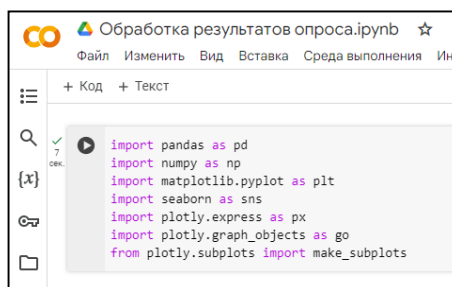 Обработка результатов опроса.ipynb
Файл Изменить Вид Вставка Среда выполнения
+ Код + Текст
7
сек.
import pandas as pd
import numpy as np
import matplotlib.pyplot as plt
import seaborn as sns
import plotly.express as px
import plotly.graph_objects as go
from plotly.subplots import make_subplots
{x}